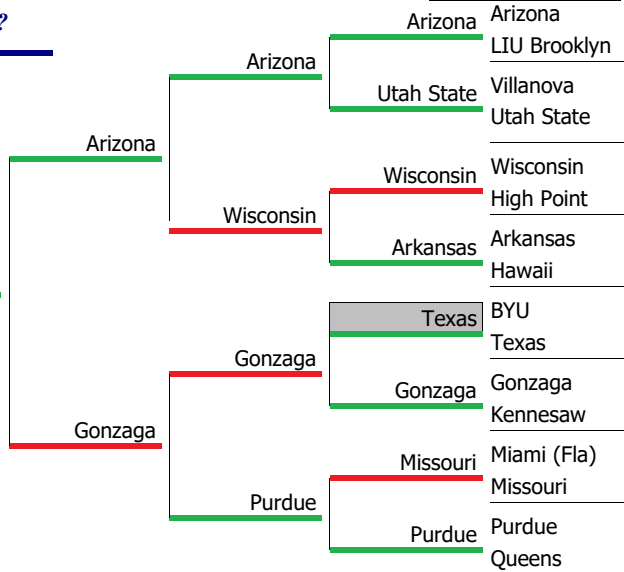 ?
Arizona
Arizona
LIU Brooklyn
Arizona
Utah State
Villanova
Utah State
Arizona
Wisconsin
Wisconsin
High Point
Wisconsin
Arkansas
Arkansas
Hawaii
Texas
BYU
Texas
Gonzaga
Gonzaga
Gonzaga
Kennesaw
Gonzaga
Missouri
Miami (Fla)
Missouri
Purdue
Purdue
Purdue
Queens